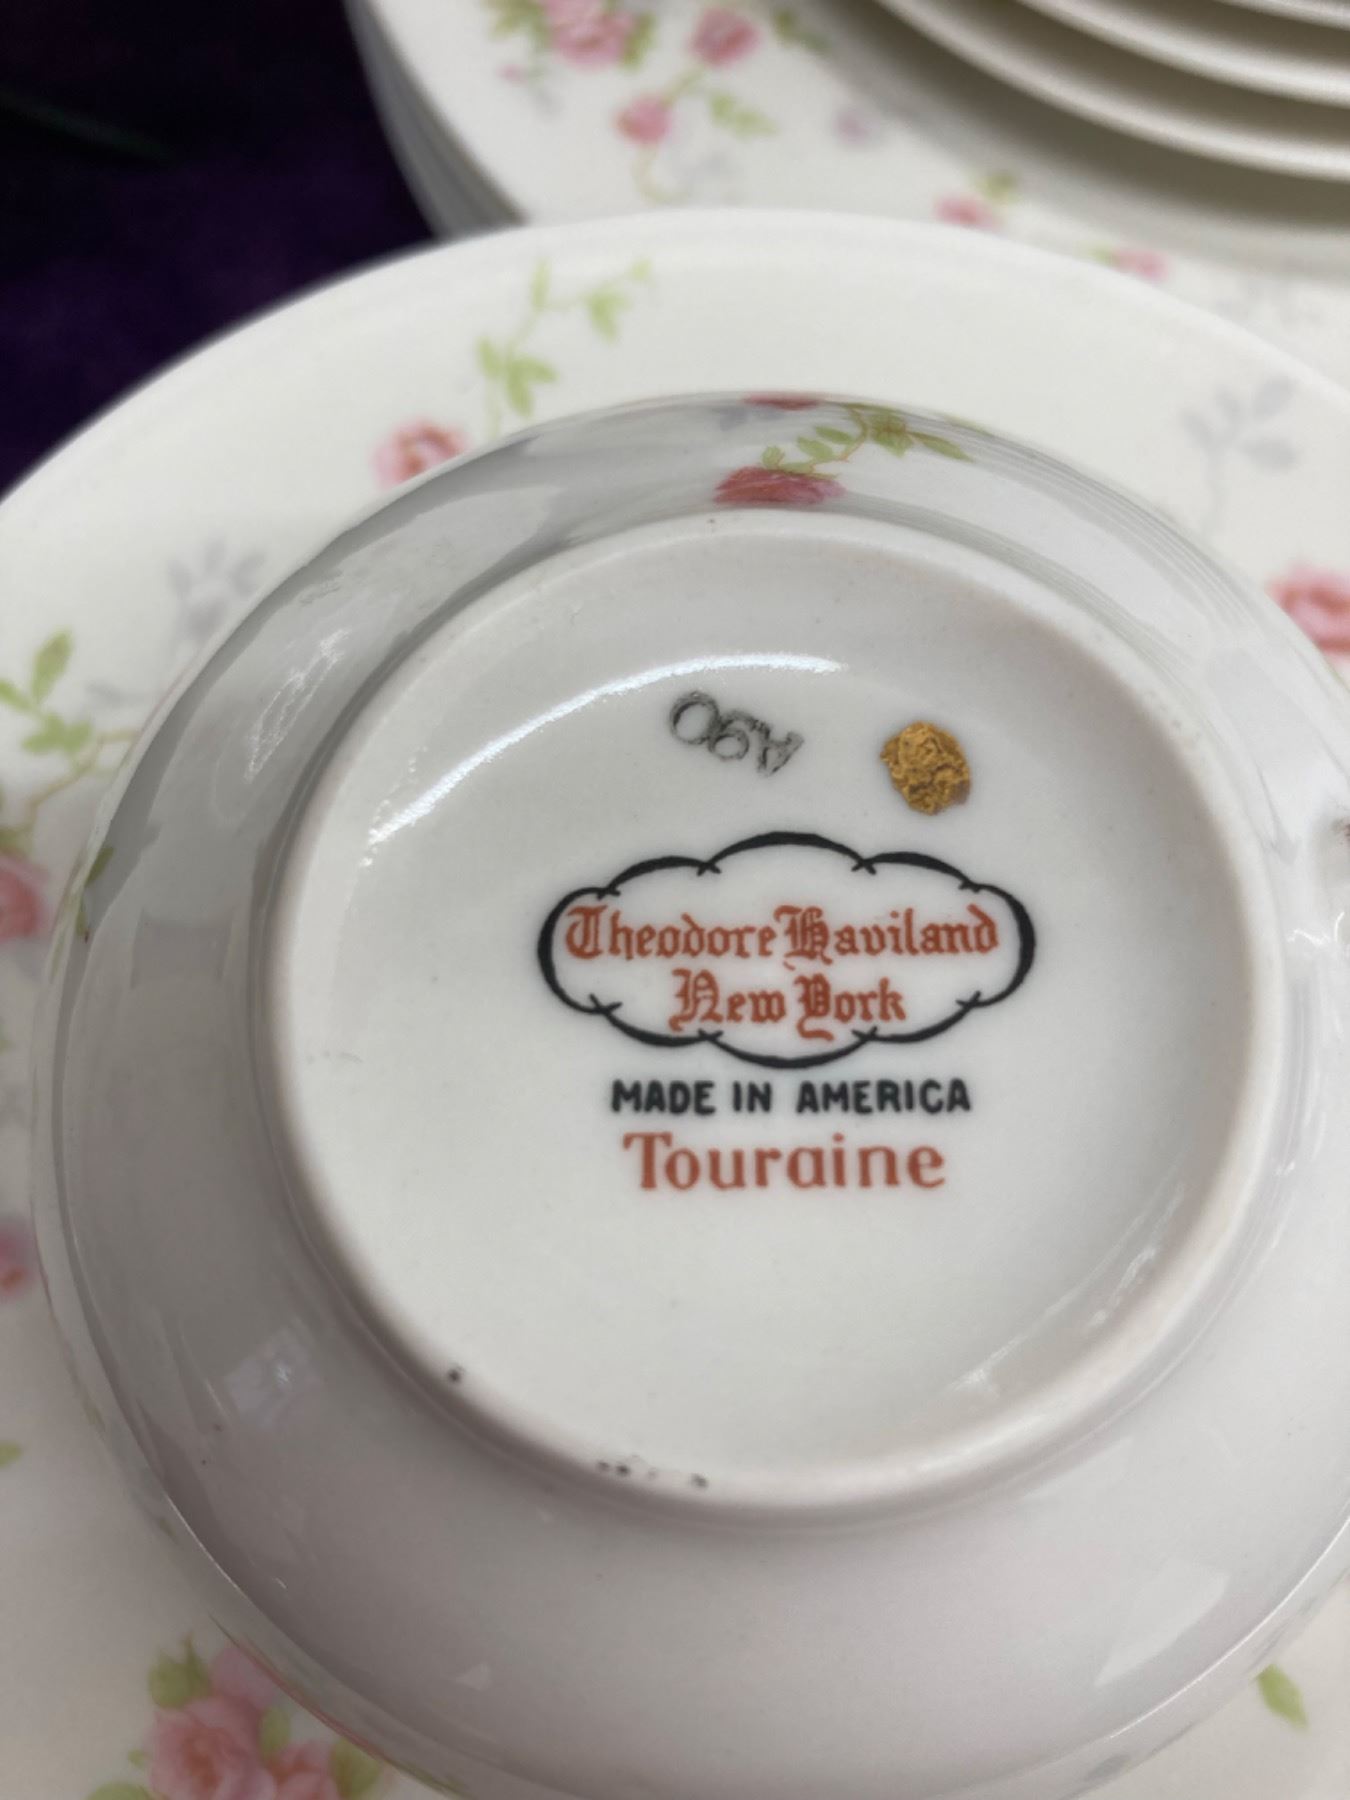 A90
Theodore Haviland
New York
MADE IN AMERICA
Touraine